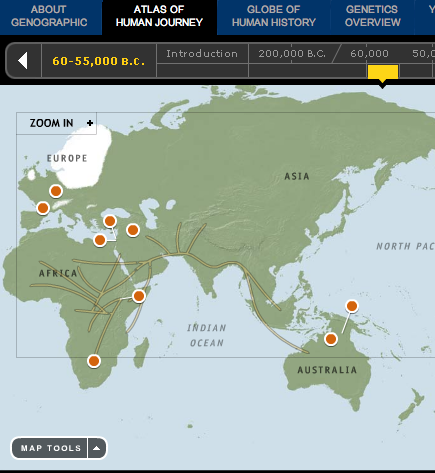 ABOUT
GENOGRAPHIC
ATLAS OF
HUMAN JOURNEY
GLOBE OF
HUMAN HISTORY
GENETICS
OVERVIEW
60-55,000 B.C.
Introduction
200,000 B.C.
60,000
ZOOM IN +
EUROPE
ASIA
NORTH PAC
AFRICA
INDIAN
OCEAN
AUSTRALIA
MAP TOOLS